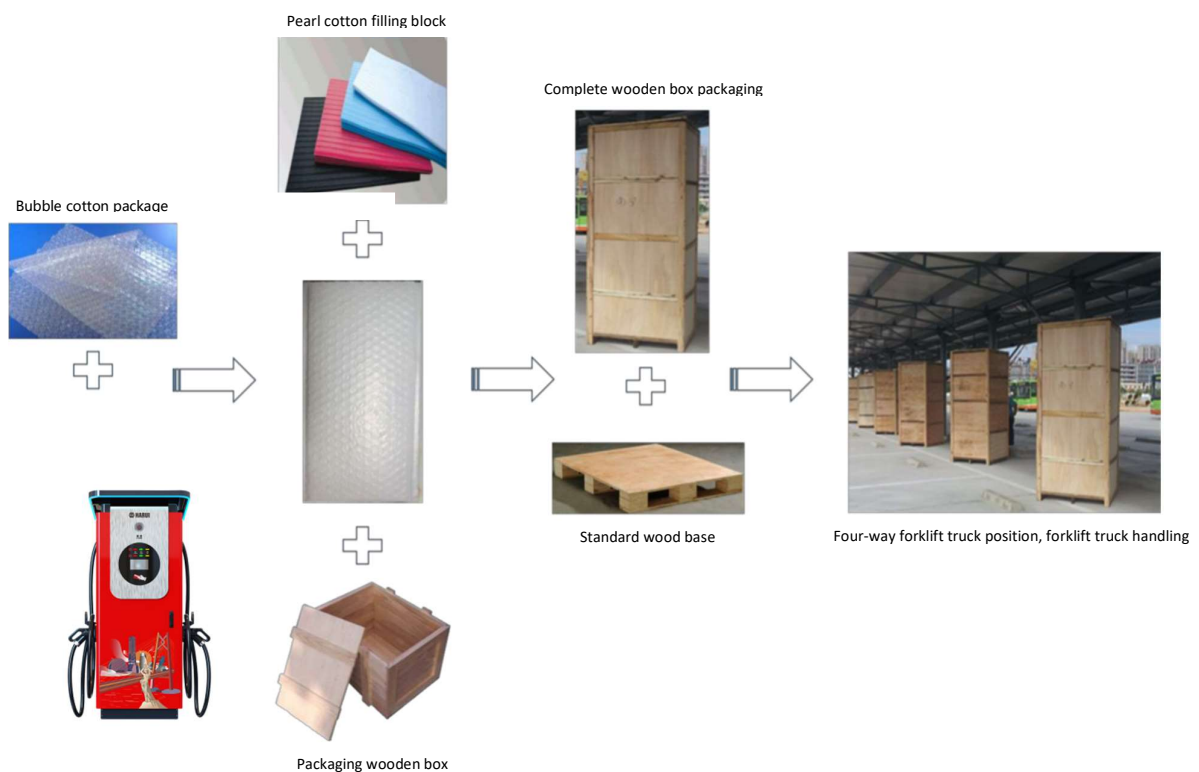 Pearl cotton filling block
Complete wooden box packaging
Bubble cotton package
Standard wood base
Four-way forklift truck position, forklift truck handling
Packaging wooden box